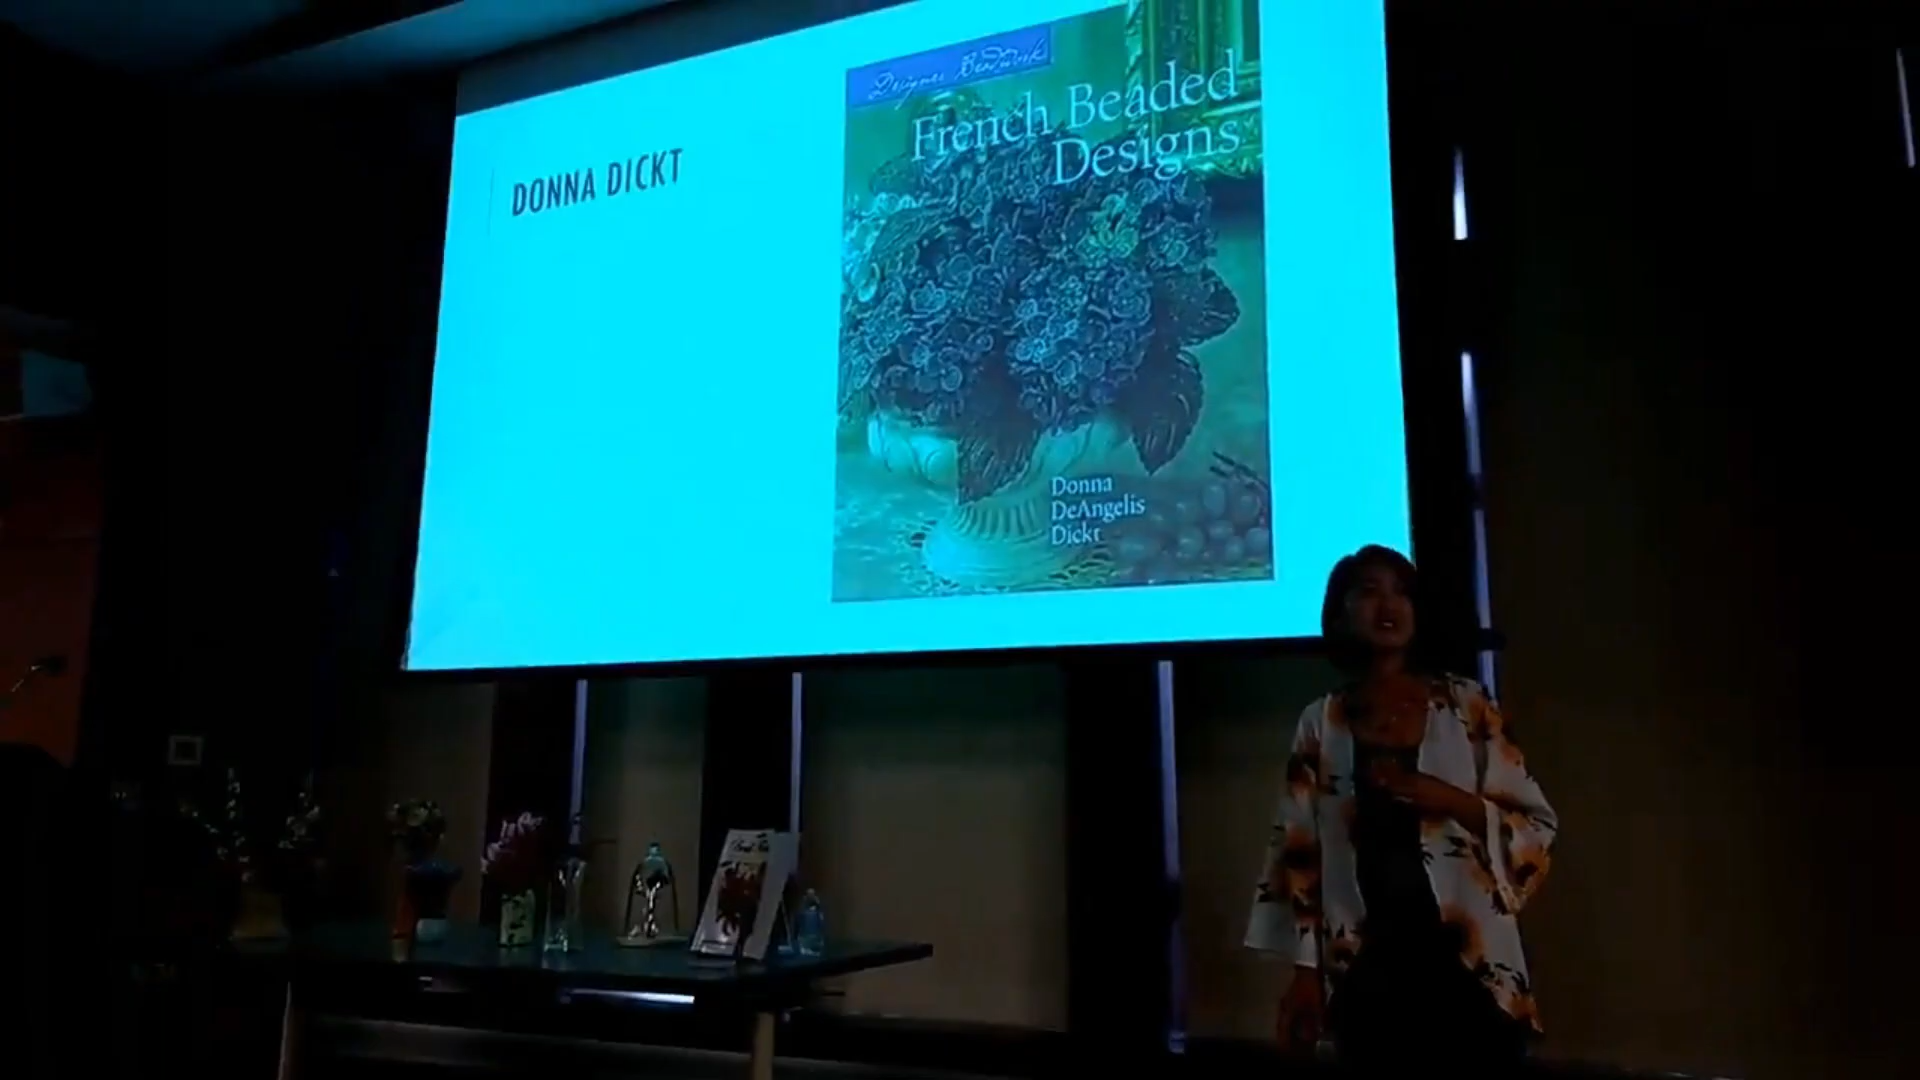 DONNA DICKT
Designer Beadwork
French Beaded
Designs
Donna
DeAngelis
Dickt